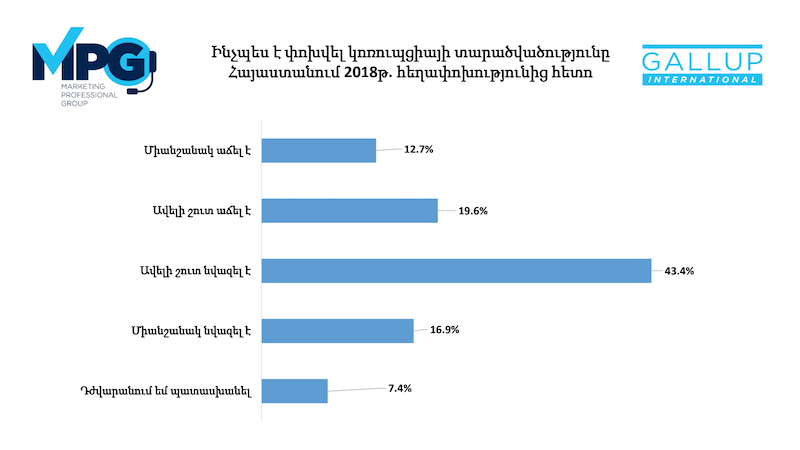 MPG
MARKETING
PROFESSIONAL
GROUP
Ինչպես է փոխվել կոռուպցիայի տարածվածությունը
Հայաստանում 2018թ. հեղափոխությունից հետո
GALLUP
INTERNATIONAL
Միանշանակ աճել է
12.7%
Ավելի շուտ աճել է
19.6%
Ավելի շուտ նվազել է
43.4%
Միանշանակ նվազել է
16.9%
Դժվարանում եմ պատասխանել
7.4%